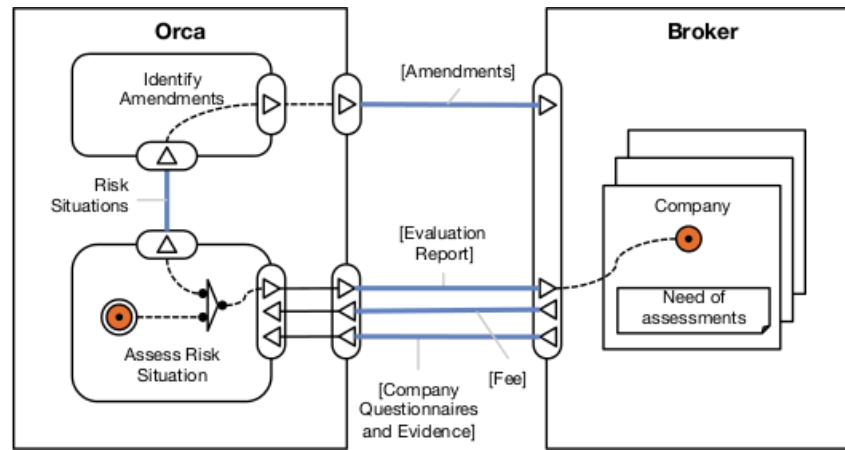 Orca
Broker
Identify
Amendments
[Amendments]
Risk
Situations
Company
[Evaluation
Report]
Need of
assessments
Assess Risk
Situation
[Fee]
[Company
Questionnaires
and Evidence]